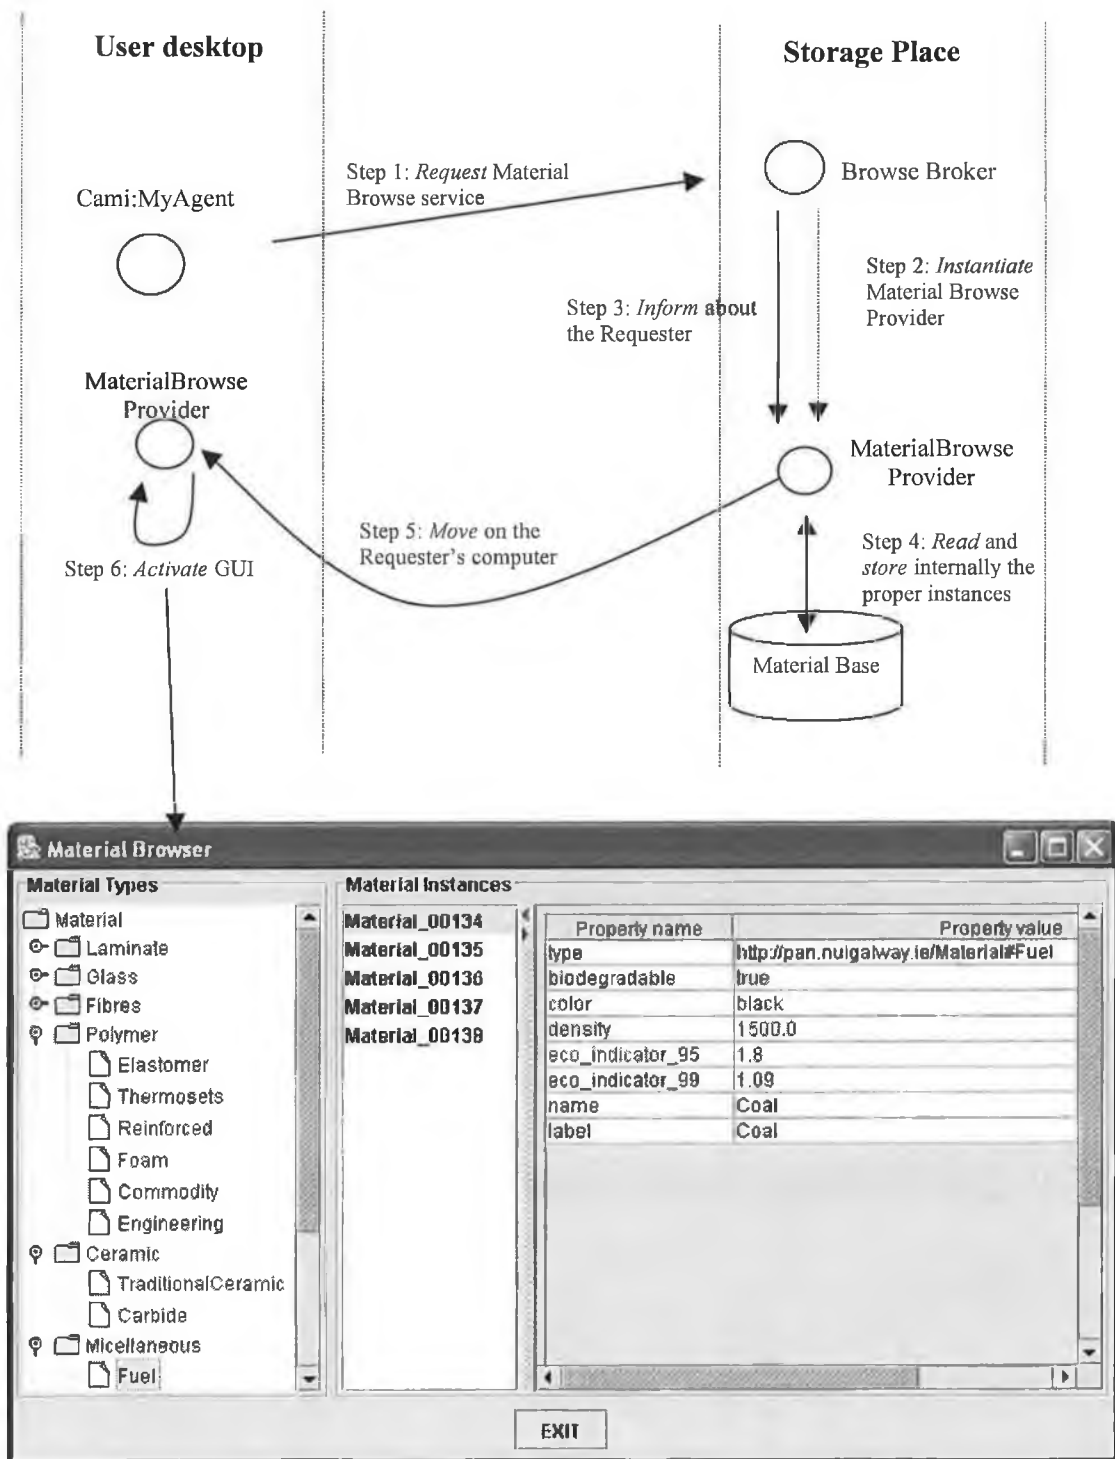 User desktop
Storage Place
Step 1: Request Material
Browse service
Browse Broker
Cami:MyAgent
Step 2: Instantiate
Material Browse
Provider
Step 3: Inform about
the Requester
MaterialBrowse
Provider
MaterialBrowse
Provider
Step 5: Move on the
Requester's computer
Step 4: Read and
store internally the
proper instances
Step 6: Activate GUI
Material Base
Material Browser
Material Types
Material Instances
Material
Laminate
Glass
Fibres
Polymer
Elastomer
Thermosets
Reinforced
Foam
Commodity
Engineering
Ceramic
TraditionalCeramic
Carbide
Micellaneous
Fuel
Material_00134
Material_00135
Material_00136
Material_00137
Material_00138
Property name Property value
type http://pan.nuigalway.ie/Material#Fuel
biodegradable true
color black
density 1500.0
eco_indicator_95 1.8
eco_indicator_99 1.09
name Coal
label Coal
EXIT